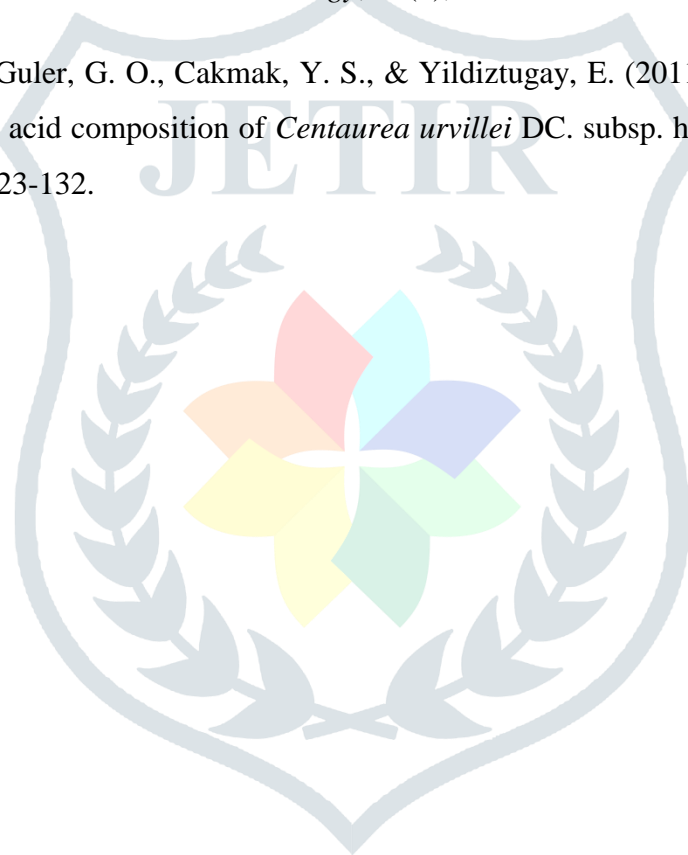 Guler, G. O., Cakmak, Y. S., & Yildiztugay, E. (2011
acid composition of Centaurea urvillei DC. subsp. h
JETIR
23-132.